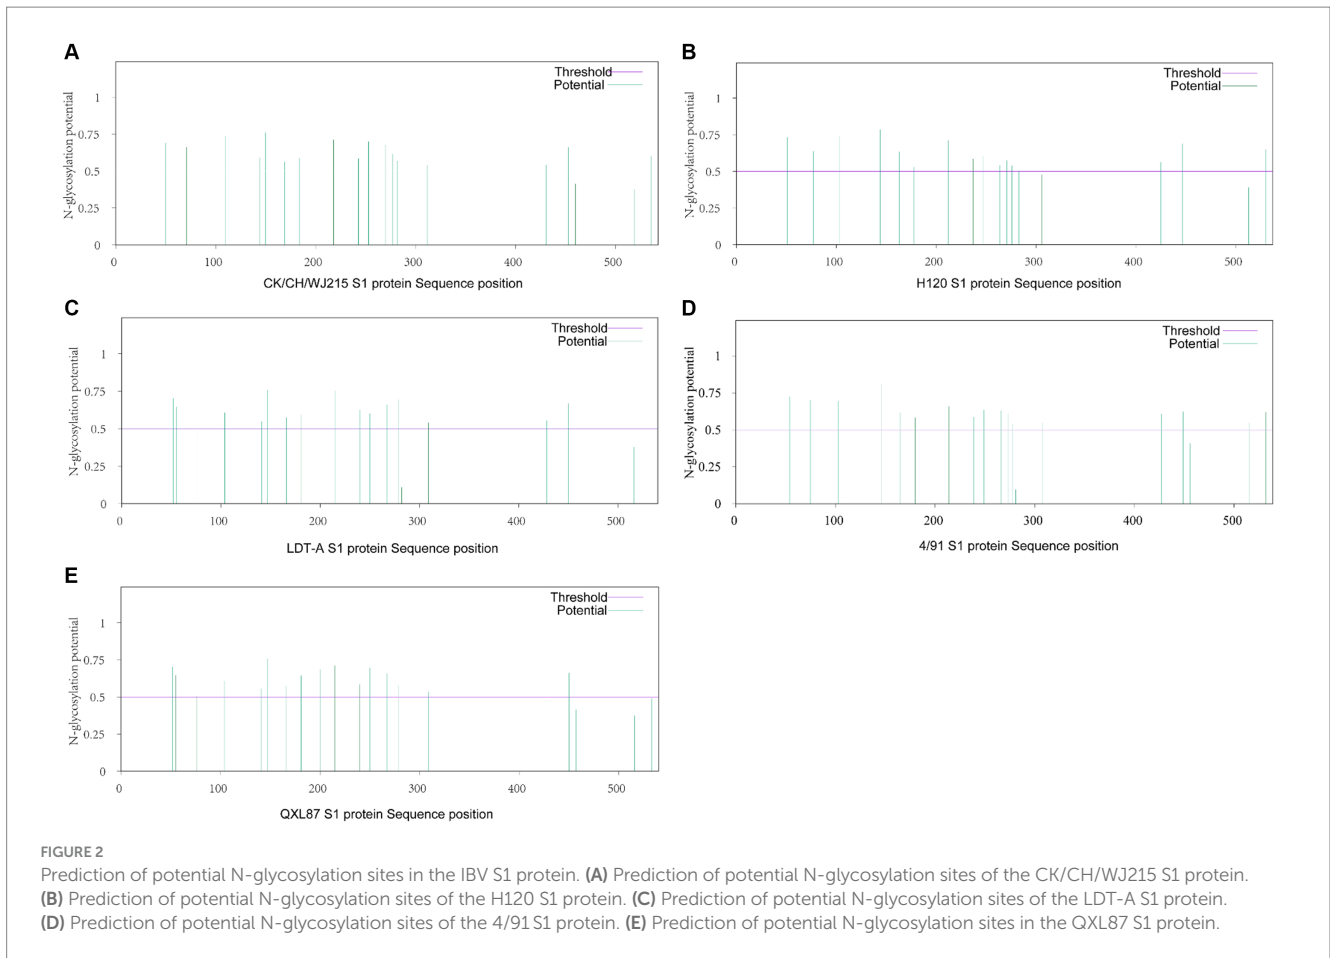 A
Threshold
Potential
N-glycosylation potential
1
0.75
0.5
0.25
0
0 100 200 300 400 500
CK/CH/WJ215 S1 protein Sequence position
B
Threshold
Potential
N-glycosylation potential
1
0.75
0.5
0.25
0
0 100 200 300 400 500
H120 S1 protein Sequence position
C
Threshold
Potential
N-glycosylation potential
1
0.75
0.5
0.25
0
0 100 200 300 400 500
LDT-A S1 protein Sequence position
D
Threshold
Potential
N-glycosylation potential
1
0.75
0.5
0.25
0
0 100 200 300 400 500
4/91 S1 protein Sequence position
E
Threshold
Potential
N-glycosylation potential
1
0.75
0.5
0.25
0
0 100 200 300 400 500
QXL87 S1 protein Sequence position
FIGURE 2
Prediction of potential N-glycosylation sites in the IBV S1 protein. (A) Prediction of potential N-glycosylation sites of the CK/CH/WJ215 S1 protein.
(B) Prediction of potential N-glycosylation sites of the H120 S1 protein. (C) Prediction of potential N-glycosylation sites of the LDT-A S1 protein.
(D) Prediction of potential N-glycosylation sites of the 4/91 S1 protein. (E) Prediction of potential N-glycosylation sites in the QXL87 S1 protein.